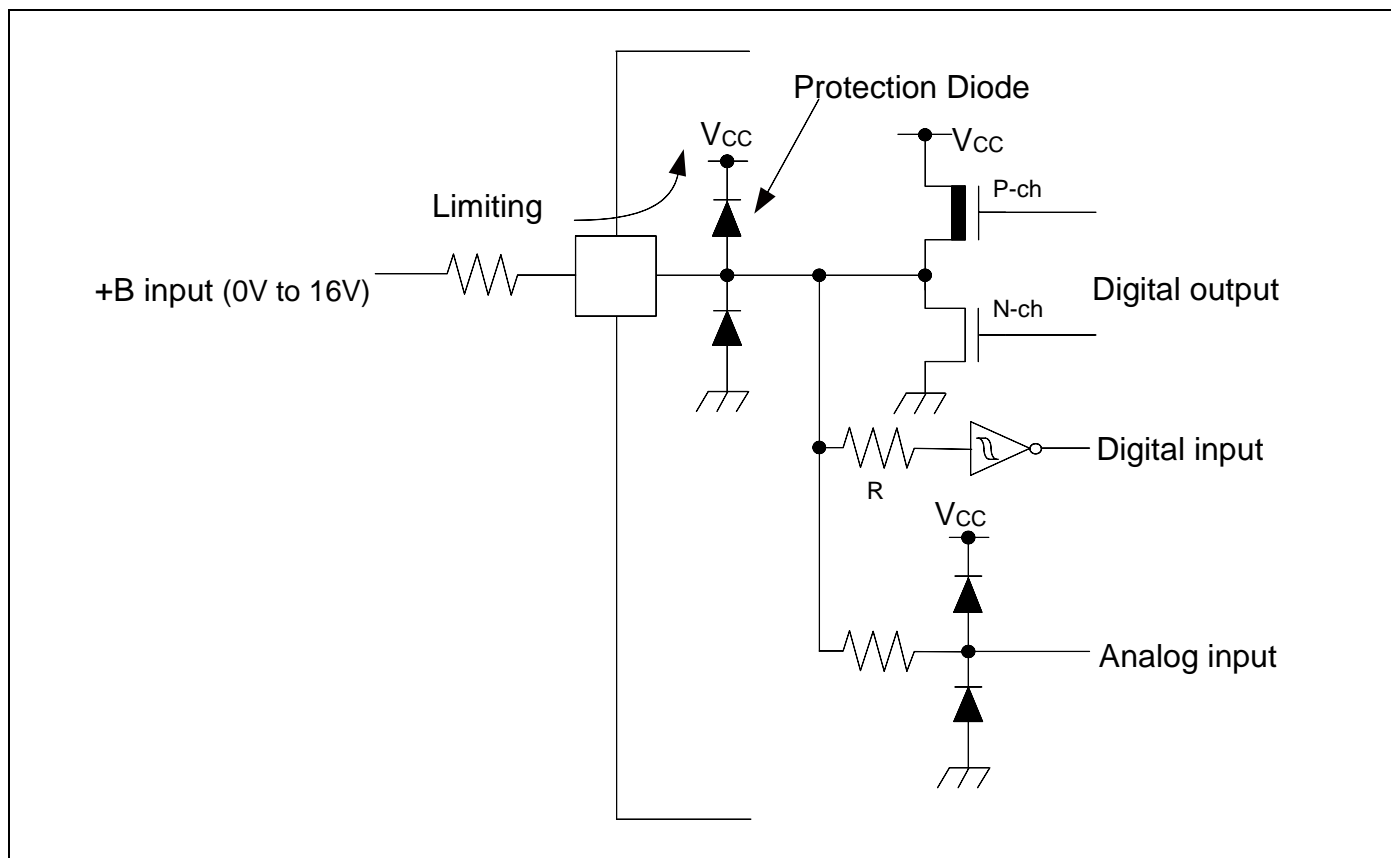 Protection Diode
VCC
VCC
P-ch
Limiting
+B input (0V to 16V)
Digital output
N-ch
Digital input
R
VCC
Analog input